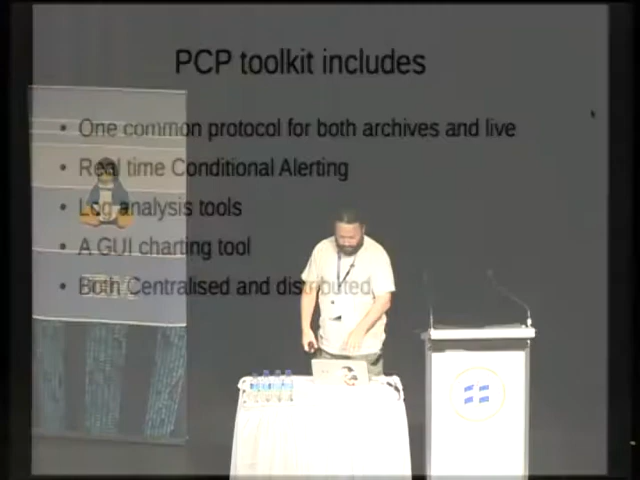 PCP toolkit includes
• One common protocol for both archives and live
• Real time Conditional Alerting
• Log analysis tools
• A GUI charting tool
• Both Centralised and distributed